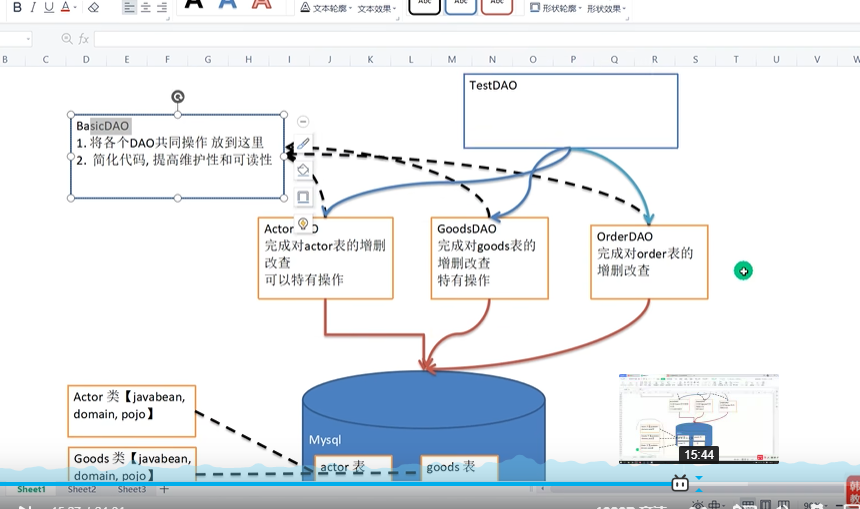 B I U A
文本轮廓 文本效果
Abc Abc Abc
形状轮廓 形状效果
fx
B C D E F G H I J K L M N O P Q R S T U V W
TestDAO
BasicDAO
1. 将各个DAO共同操作 放到这里
2. 简化代码, 提高维护性和可读性
Actor O
完成对actor表的增删
改查
可以特有操作
GoodsDAO
完成对goods表的
增删改查
特有操作
OrderDAO
完成对order表的
增删改查
Actor 类【javabean,
domain, pojo】
Goods 类【javabean,
domain, pojo】
Mysql
actor 表
goods 表
15:44
Sheet1 Sheet2 Sheet3 +